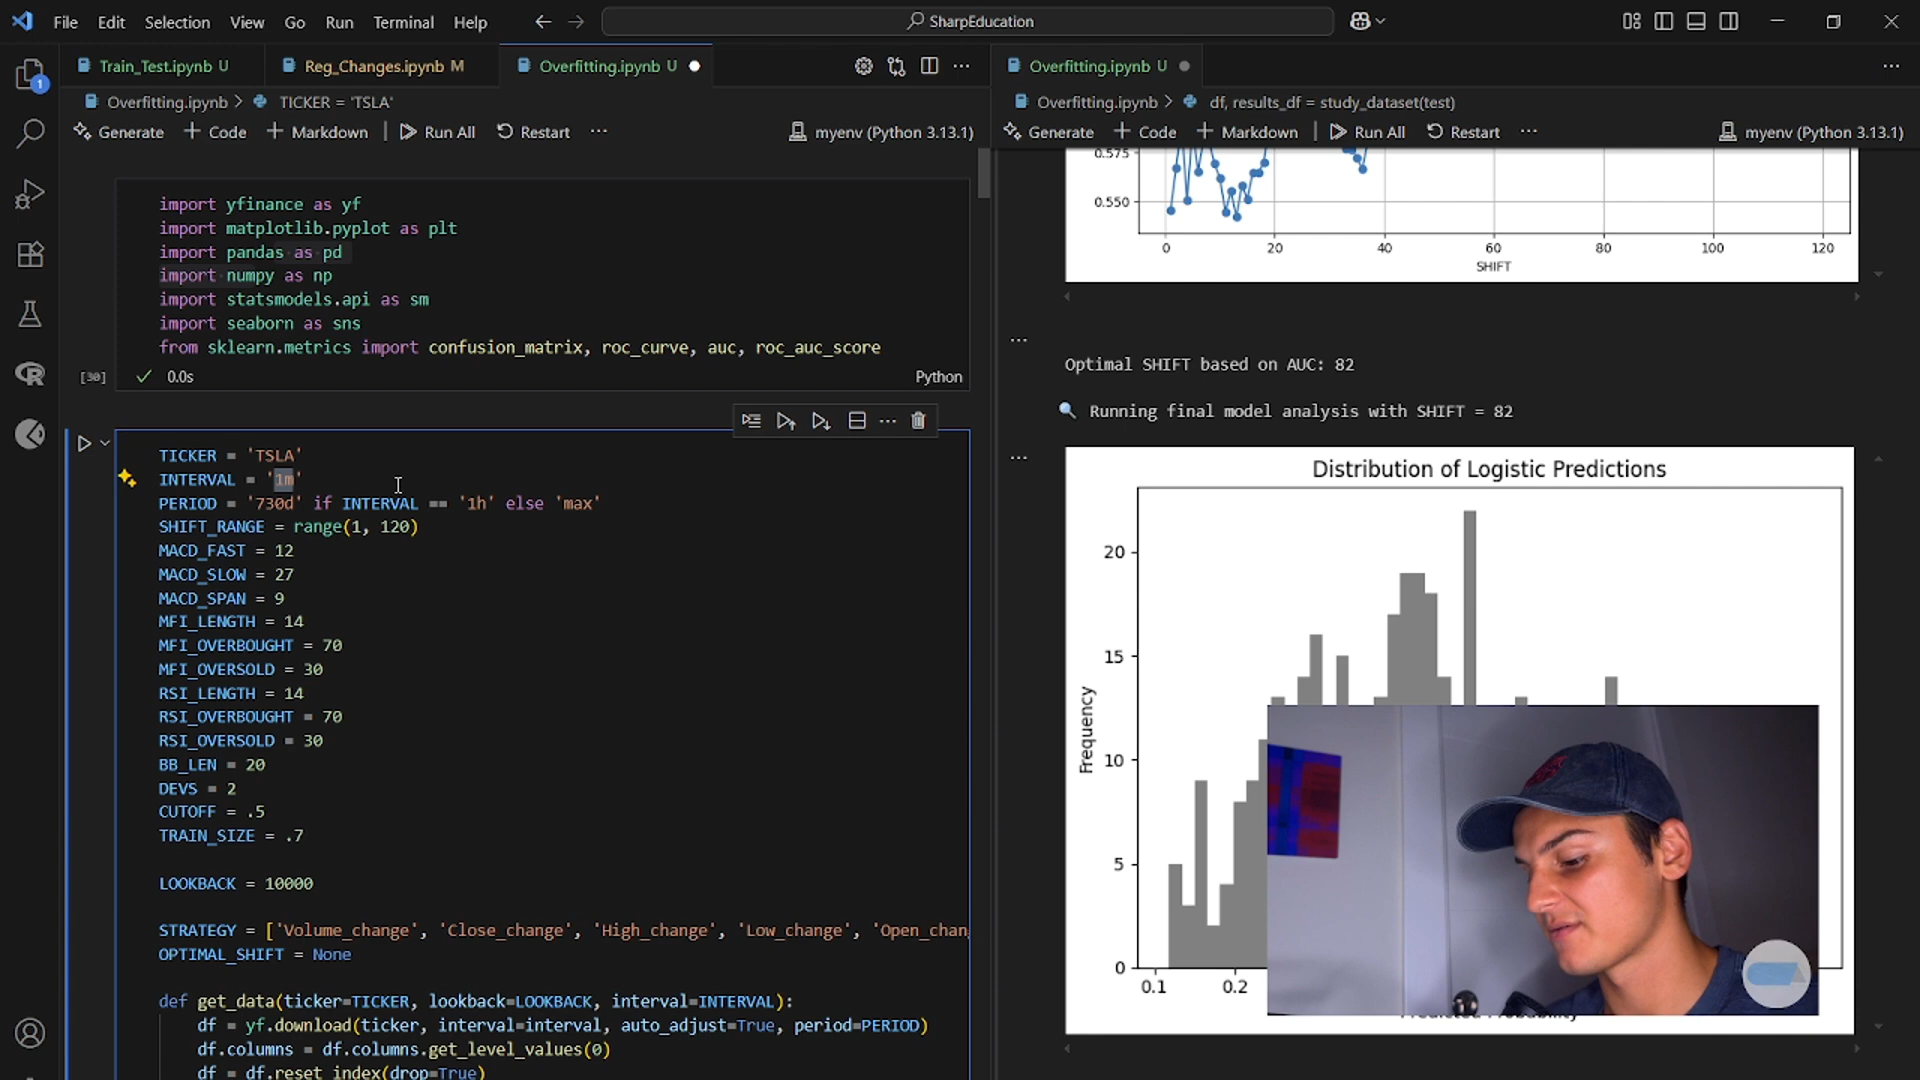 File Edit Selection View Go Run Terminal Help
SharpEducation
1
Train_Test.ipynb U
Reg_Changes.ipynb M
Overfitting.ipynb U
Overfitting.ipynb > TICKER = 'TSLA'
Generate + Code + Markdown | Run All Restart ... myenv (Python 3.13.1)
import yfinance as yf
import matplotlib.pyplot as plt
import pandas as pd
import numpy as np
import statsmodels.api as sm
import seaborn as sns
from sklearn.metrics import confusion_matrix, roc_curve, auc, roc_auc_score
[30] ✓ 0.0s Python
TICKER = 'TSLA'
INTERVAL = '1m'
PERIOD = '730d' if INTERVAL == '1h' else 'max'
SHIFT_RANGE = range(1, 120)
MACD_FAST = 12
MACD_SLOW = 27
MACD_SPAN = 9
MFI_LENGTH = 14
MFI_OVERBOUGHT = 70
MFI_OVERSOLD = 30
RSI_LENGTH = 14
RSI_OVERBOUGHT = 70
RSI_OVERSOLD = 30
BB_LEN = 20
DEVS = 2
CUTOFF = .5
TRAIN_SIZE = .7
LOOKBACK = 10000
STRATEGY = ['Volume_change', 'Close_change', 'High_change', 'Low_change', 'Open_chan
OPTIMAL_SHIFT = None
def get_data(ticker=TICKER, lookback=LOOKBACK, interval=INTERVAL):
df = yf.download(ticker, interval=interval, auto_adjust=True, period=PERIOD)
df.columns = df.columns.get_level_values(0)
df = df.reset_index(drop=True)
Overfitting.ipynb U
Overfitting.ipynb > df, results_df = study_dataset(test)
Generate + Code + Markdown | Run All Restart ... myenv (Python 3.13.1)
0.575
0.550
0 20 40 60 80 100 120
SHIFT
Optimal SHIFT based on AUC: 82
Running final model analysis with SHIFT = 82
Distribution of Logistic Predictions
20
15
10
5
0
Frequency
0.1 0.2